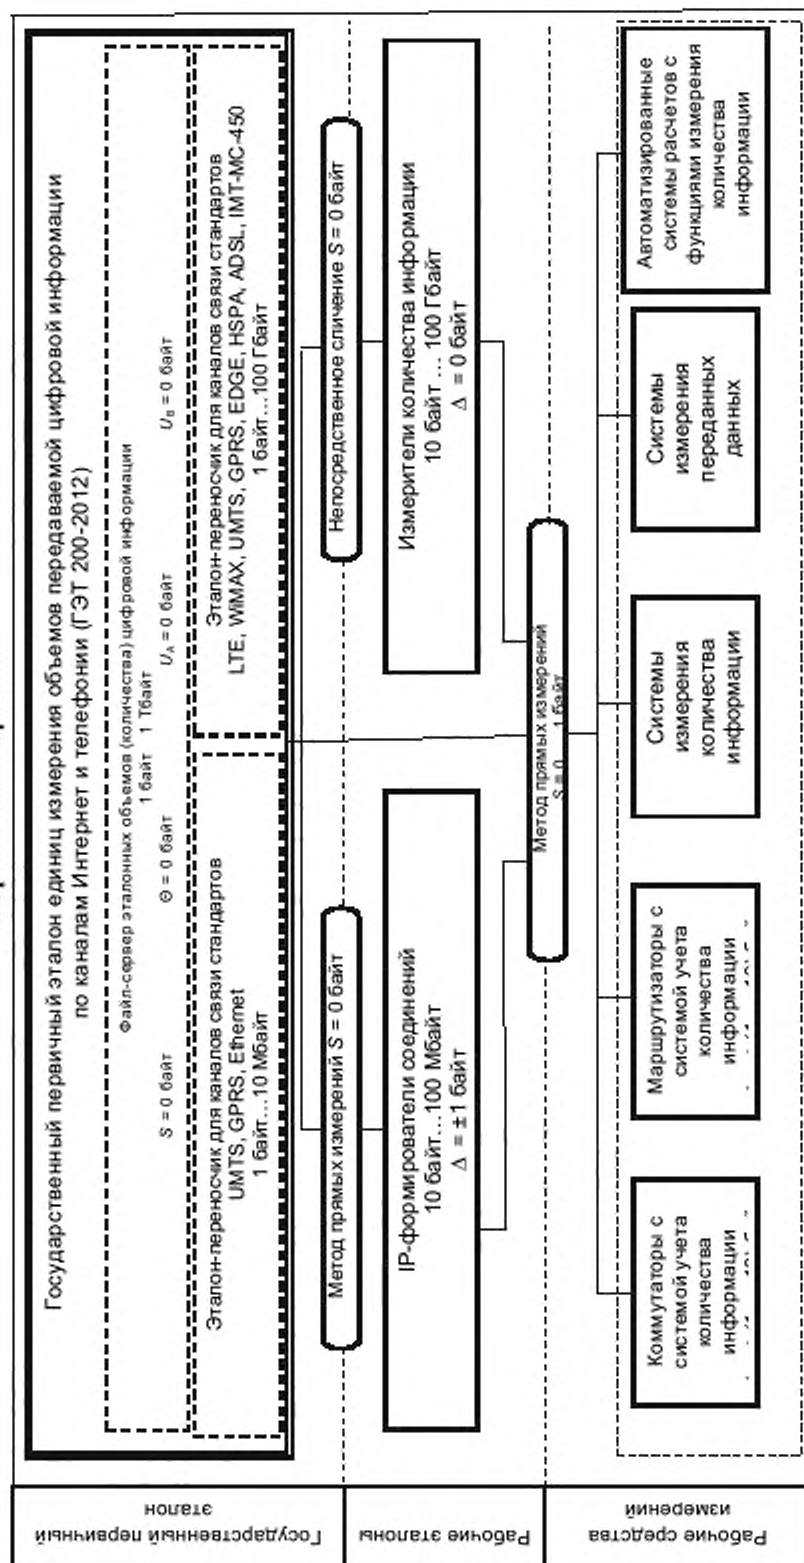 Государственный первичный эталон
Государственный первичный эталон единиц измерения объемов передаваемой цифровой информации
по каналам Интернет и телефонии (ГЭТ 200-2012)
Файл-сервер эталонных объемов (количества) цифровой информации
1 байт 1 Тбайт
S = 0 байт Θ = 0 байт U_A = 0 байт U_B = 0 байт
Эталон-переносчик для каналов связи стандартов
UMTS, GPRS, Ethernet
1 байт…10 Мбайт
Эталон-переносчик для каналов связи стандартов
LTE, WiMAX, UMTS, GPRS, EDGE, HSPA, ADSL, IMT-MC-450
1 байт…100 Гбайт
Метод прямых измерений S = 0 байт
Непосредственное сличение S = 0 байт
Рабочие эталоны
IP-формирователи соединений
10 байт…100 Мбайт
Δ = ±1 байт
Измерители количества информации
10 байт … 100 Гбайт
Δ = 0 байт
Метод прямых измерений
S = 0 1 байт
Рабочие средства измерений
Коммутаторы с
системой учета
количества
информации
Маршрутизаторы с
системой учета
количества
информации
Системы
измерения
количества
информации
Системы
измерения
переданных
данных
Автоматизированные
системы расчетов с
функциями измерения
количества
информации